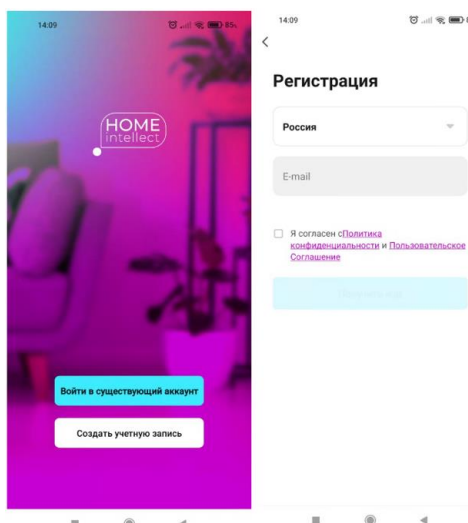 14:09
85
HOME
intellect
Войти в существующий аккаунт
Создать учетную запись
14:09
Регистрация
Россия
E-mail
Я согласен сПолитика
конфиденциальности и Пользовательское
Соглашение